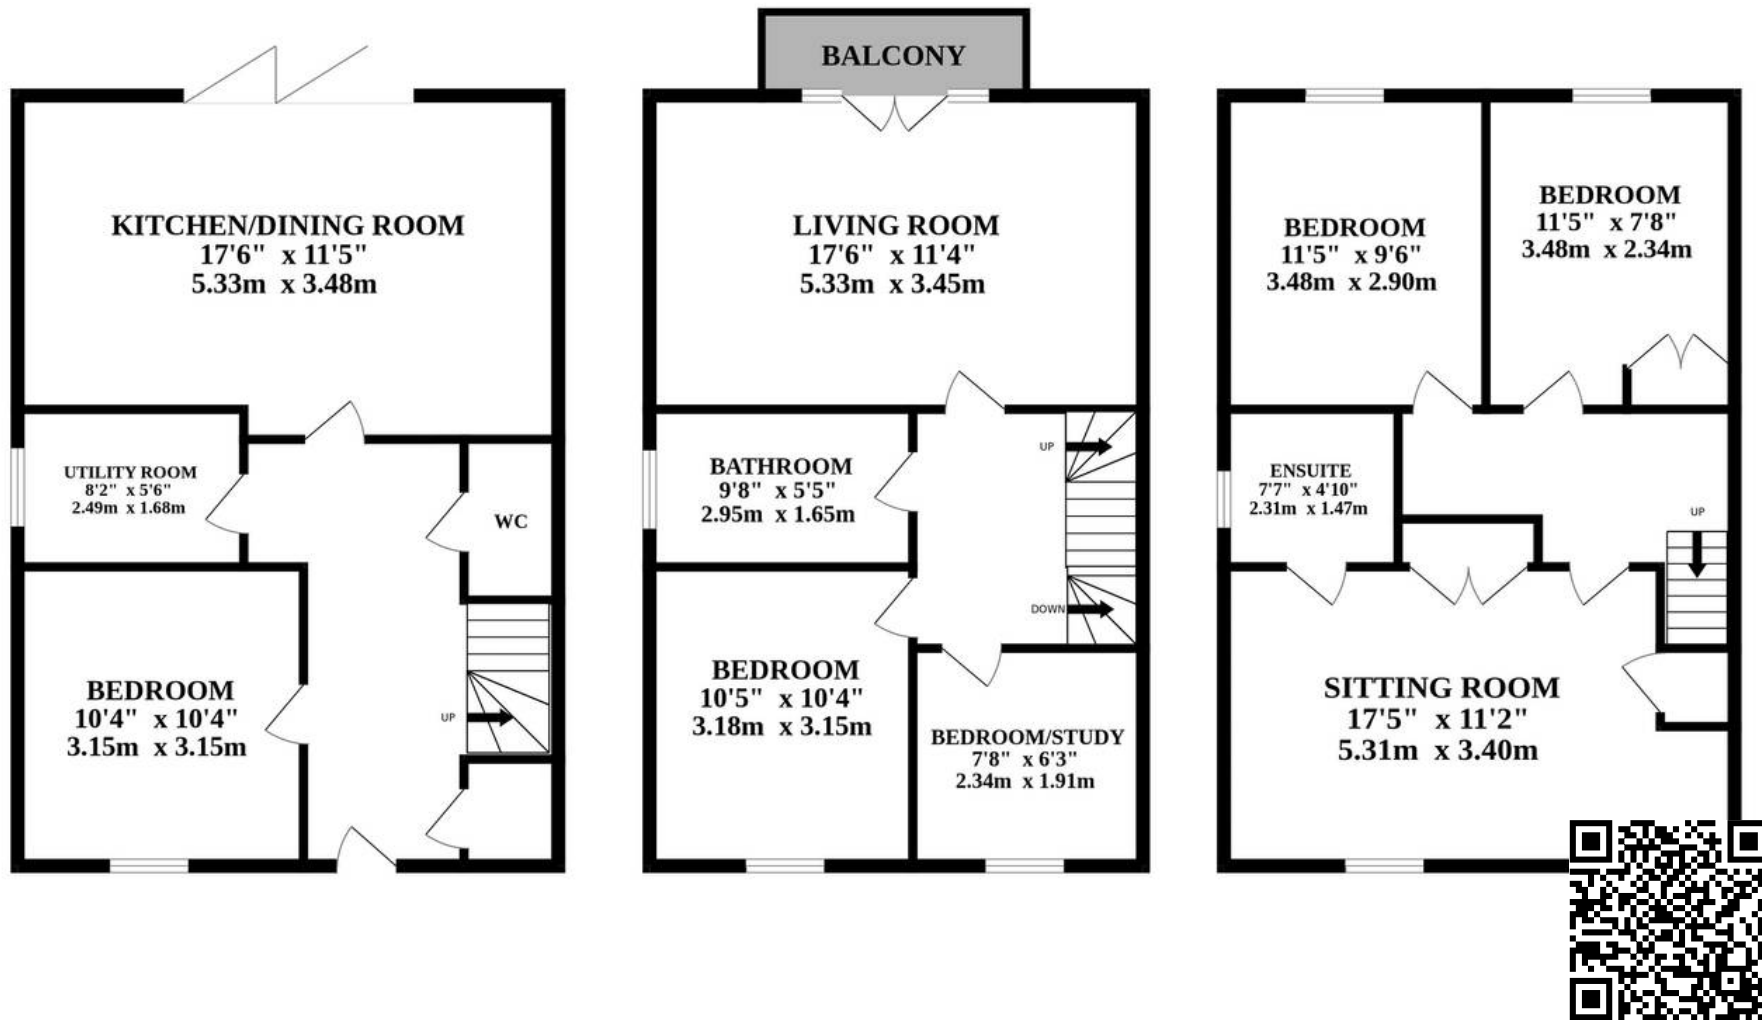 KITCHEN/DINING ROOM
17'6" x 11'5"
5.33m x 3.48m
UTILITY ROOM
8'2" x 5'6"
2.49m x 1.68m
WC
BEDROOM
10'4" x 10'4"
3.15m x 3.15m
UP
BALCONY
LIVING ROOM
17'6" x 11'4"
5.33m x 3.45m
UP
BATHROOM
9'8" x 5'5"
2.95m x 1.65m
DOWN
BEDROOM
10'5" x 10'4"
3.18m x 3.15m
BEDROOM/STUDY
7'8" x 6'3"
2.34m x 1.91m
BEDROOM
11'5" x 9'6"
3.48m x 2.90m
BEDROOM
11'5" x 7'8"
3.48m x 2.34m
ENSUITE
7'7" x 4'10"
2.31m x 1.47m
UP
SITTING ROOM
17'5" x 11'2"
5.31m x 3.40m